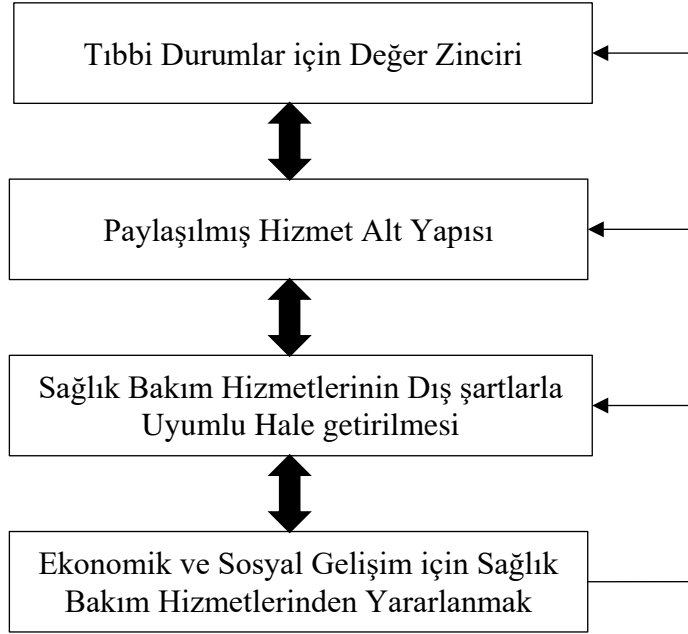 Tıbbi Durumlar için Değer Zinciri
Paylaşılmış Hizmet Alt Yapısı
Sağlık Bakım Hizmetlerinin Dış şartlarla
Uyumlu Hale getirilmesi
Ekonomik ve Sosyal Gelişim için Sağlık
Bakım Hizmetlerinden Yararlanmak